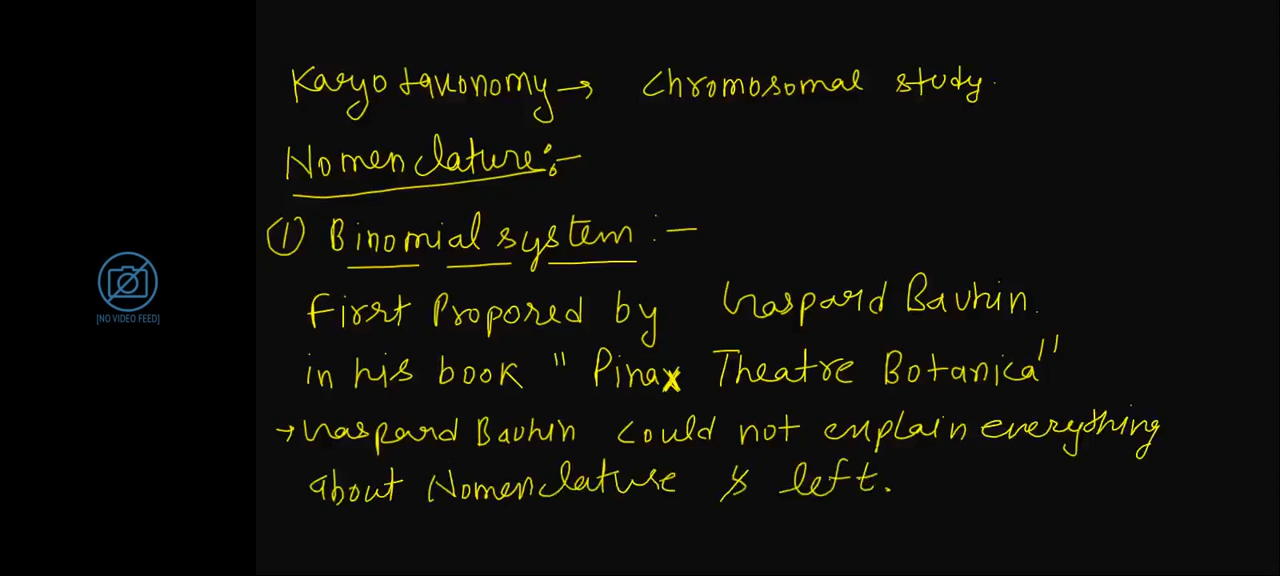 Karyotaxonomy → Chromosomal study.
Nomenclature:-
① Binomial system :-
First Proposed by Gaspard Bauhin.
in his book " Pinax Theatre Botanica"
→ Gaspard Bauhin could not explain everything
about Nomenclature & left.
[NO VIDEO FEED]